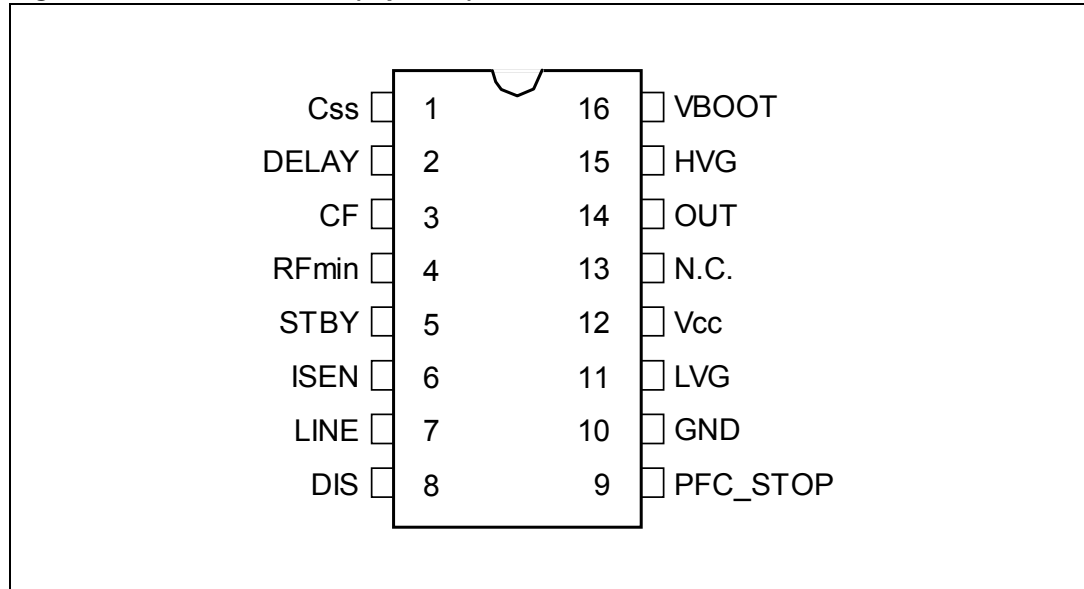 Css 1 16 VBOOT
DELAY 2 15 HVG
CF 3 14 OUT
RFmin 4 13 N.C.
STBY 5 12 Vcc
ISEN 6 11 LVG
LINE 7 10 GND
DIS 8 9 PFC_STOP